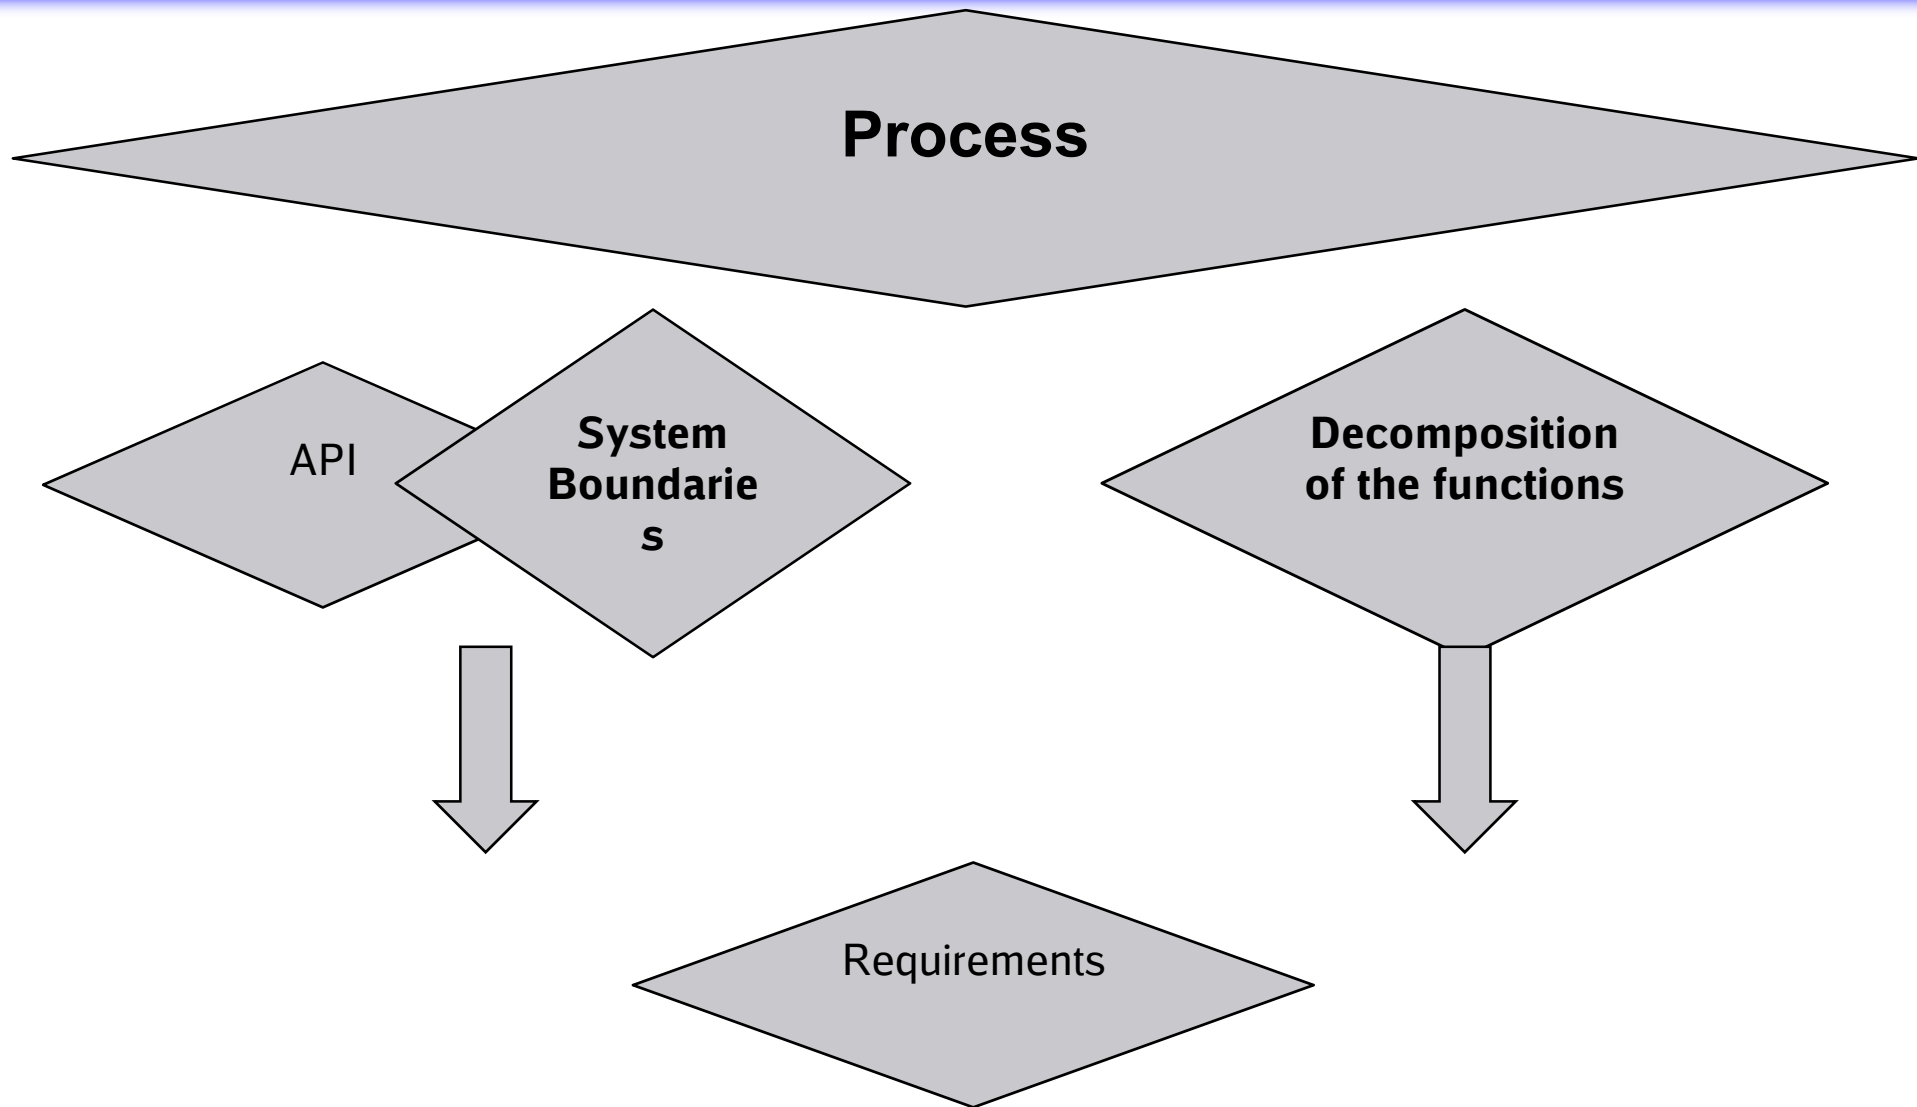 Process
API
System
Boundarie
s
Decomposition
of the functions
Requirements